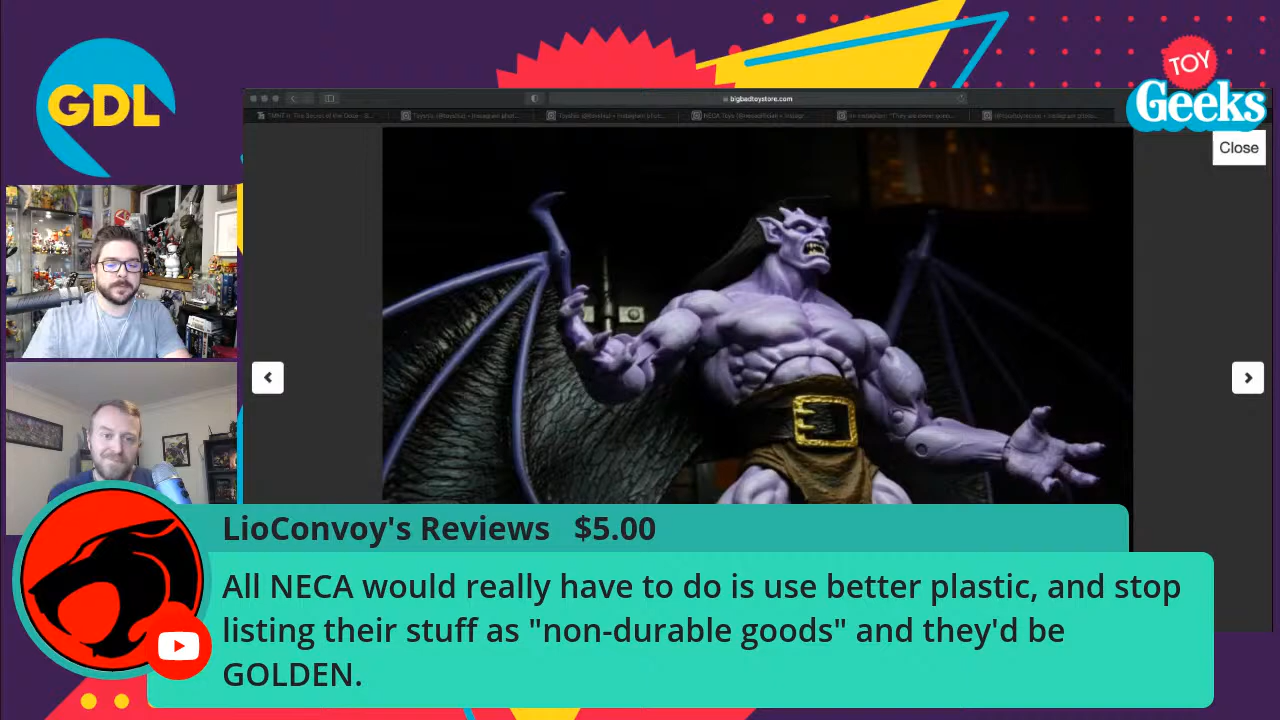 GDL
TOY
Geeks
bigbadtoystore.com
Close
LioConvoy's Reviews $5.00
All NECA would really have to do is use better plastic, and stop
listing their stuff as "non-durable goods" and they'd be
GOLDEN.